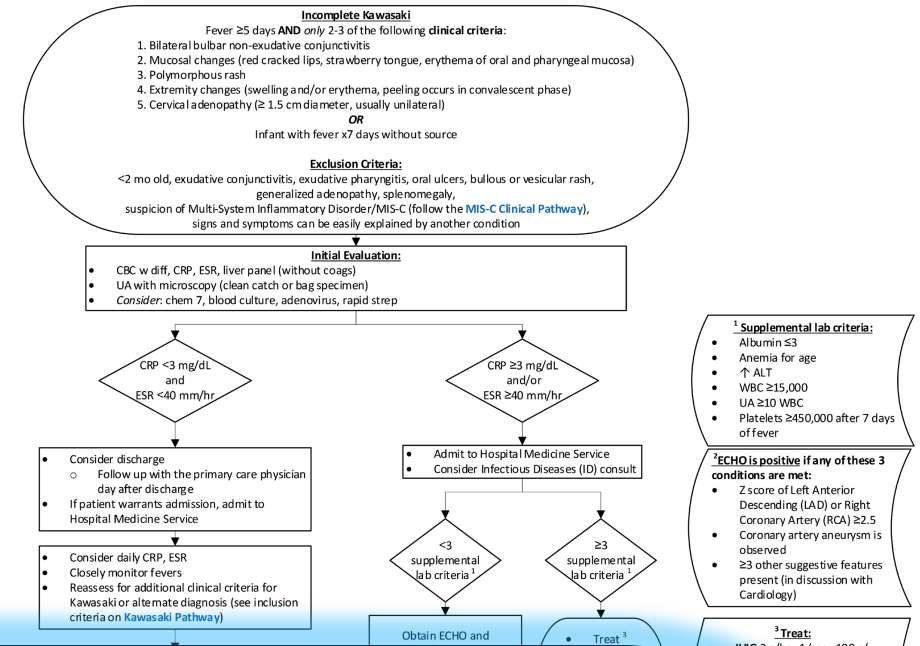 Incomplete Kawasaki
Fever ≥5 days AND only 2-3 of the following clinical criteria:
1. Bilateral bulbar non-exudative conjunctivitis
2. Mucosal changes (red cracked lips, strawberry tongue, erythema of oral and pharyngeal mucosa)
3. Polymorphous rash
4. Extremity changes (swelling and/or erythema, peeling occurs in convalescent phase)
5. Cervical adenopathy (≥ 1.5 cm diameter, usually unilateral)
OR
Infant with fever x7 days without source
Exclusion Criteria:
<2 mo old, exudative conjunctivitis, exudative pharyngitis, oral ulcers, bullous or vesicular rash,
generalized adenopathy, splenomegaly,
suspicion of Multi-System Inflammatory Disorder/MIS-C (follow the MIS-C Clinical Pathway),
signs and symptoms can be easily explained by another condition
Initial Evaluation:
• CBC w diff, CRP, ESR, liver panel (without coags)
• UA with microscopy (clean catch or bag specimen)
• Consider: chem 7, blood culture, adenovirus, rapid strep
CRP <3 mg/dL
and
ESR <40 mm/hr
CRP ≥3 mg/dL
and/or
ESR ≥40 mm/hr
• Consider discharge
o Follow up with the primary care physician
day after discharge
• If patient warrants admission, admit to
Hospital Medicine Service
• Admit to Hospital Medicine Service
• Consider Infectious Diseases (ID) consult
• Consider daily CRP, ESR
• Closely monitor fevers
• Reassess for additional clinical criteria for
Kawasaki or alternate diagnosis (see inclusion
criteria on Kawasaki Pathway)
<3
supplemental
lab criteria 1
≥3
supplemental
lab criteria 1
Obtain ECHO and
• Treat 3
1 Supplemental lab criteria:
• Albumin ≤3
• Anemia for age
• ↑ ALT
• WBC ≥15,000
• UA ≥10 WBC
• Platelets ≥450,000 after 7 days
of fever
2 ECHO is positive if any of these 3
conditions are met:
• Z score of Left Anterior
Descending (LAD) or Right
Coronary Artery (RCA) ≥2.5
• Coronary artery aneurysm is
observed
• ≥3 other suggestive features
present (in discussion with
Cardiology)
3 Treat: